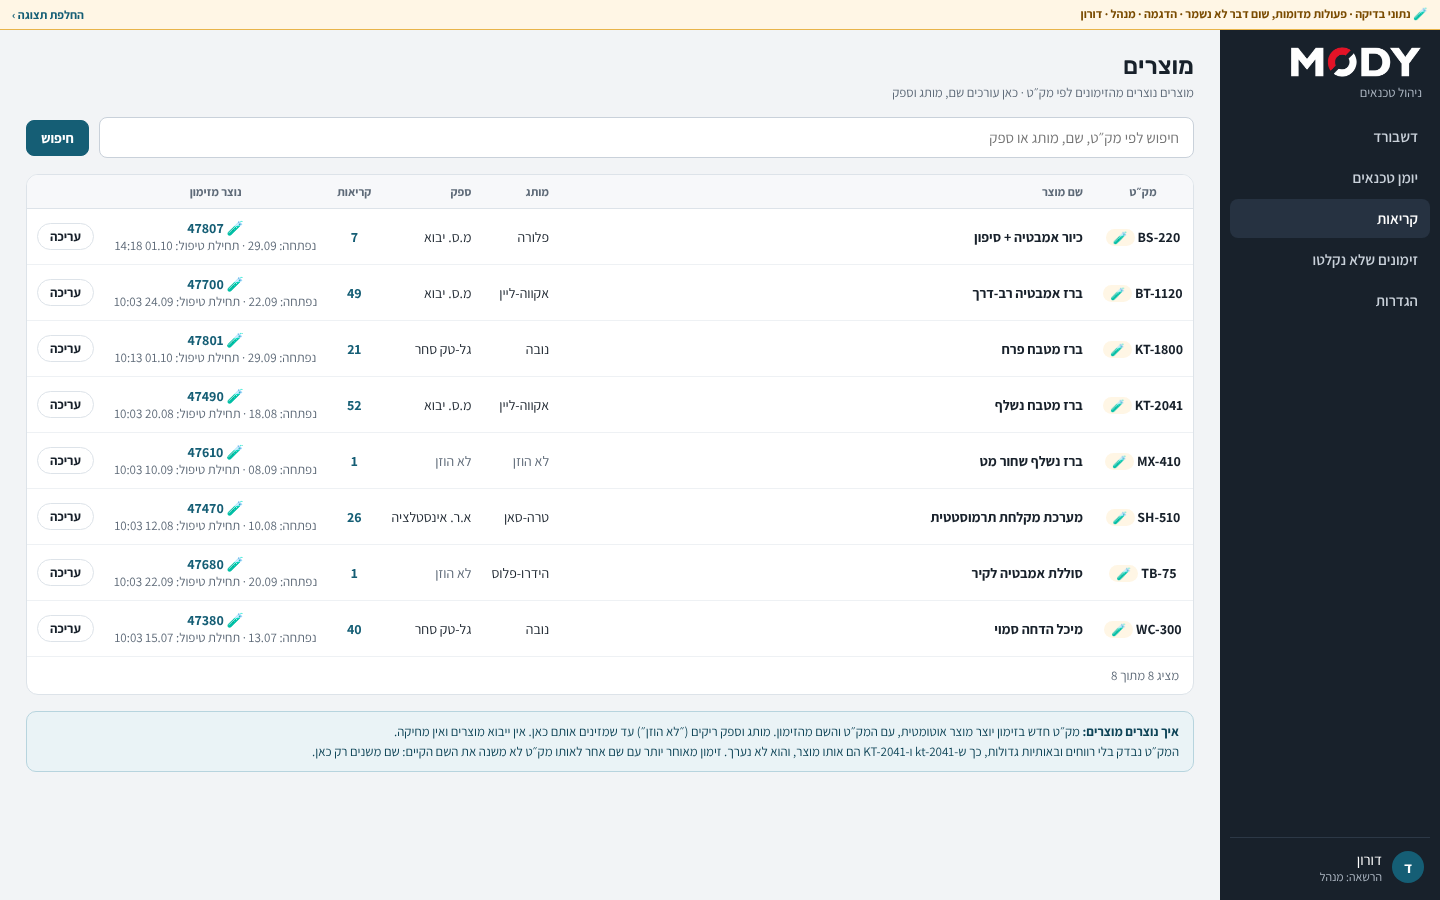 נתוני בדיקה · פעולות מדומות, שום דבר לא נשמר · הדגמה · מנהל · דורון
החלפת תצוגה ›
MODY
ניהול טכנאים
דשבורד
יומן טכנאים
קריאות
זימונים שלא נקלטו
הגדרות
דורון
הרשאה: מנהל
ד
מוצרים
מוצרים נוצרים מהזימונים לפי מק״ט · כאן עורכים שם, מותג וספק
חיפוש לפי מק״ט, שם, מותג או ספק
חיפוש
מק״ט שם מוצר מותג ספק קריאות נוצר מזימון
BS-220 כיור אמבטיה + סיפון פלורה מ.ס. יבוא 7 47807 עריכה
נפתחה: 29.09 · תחילת טיפול: 01.10 14:18
BT-1120 ברז אמבטיה רב-דרך אקווה-ליין מ.ס. יבוא 49 47700 עריכה
נפתחה: 22.09 · תחילת טיפול: 24.09 10:03
KT-1800 ברז מטבח פרח נובה גל-טק סחר 21 47801 עריכה
נפתחה: 29.09 · תחילת טיפול: 01.10 10:13
KT-2041 ברז מטבח נשלף אקווה-ליין מ.ס. יבוא 52 47490 עריכה
נפתחה: 18.08 · תחילת טיפול: 20.08 10:03
MX-410 ברז נשלף שחור מט לא הוזן לא הוזן 1 47610 עריכה
נפתחה: 08.09 · תחילת טיפול: 10.09 10:03
SH-510 מערכת מקלחת תרמוסטטית טרה-סאן א.ר. אינסטלציה 26 47470 עריכה
נפתחה: 10.08 · תחילת טיפול: 12.08 10:03
TB-75 סוללת אמבטיה לקיר הידרו-פלוס לא הוזן 1 47680 עריכה
נפתחה: 20.09 · תחילת טיפול: 22.09 10:03
WC-300 מיכל הדחה סמוי נובה גל-טק סחר 40 47380 עריכה
נפתחה: 13.07 · תחילת טיפול: 15.07 10:03
מציג 8 מתוך 8
איך נוצרים מוצרים: מק״ט חדש בזימון יוצר מוצר אוטומטית, עם המק״ט והשם מהזימון. מותג וספק ריקים (״לא הוזן״) עד שמזינים אותם כאן. אין ייבוא מוצרים ואין מחיקה.
המק״ט נבדק בלי רווחים ובאותיות גדולות, כך ש-kt-2041 ו-KT-2041 הם אותו מוצר, והוא לא נערך. זימון מאוחר יותר עם שם אחר לאותו מק״ט לא משנה את השם הקיים: שם משנים רק כאן.